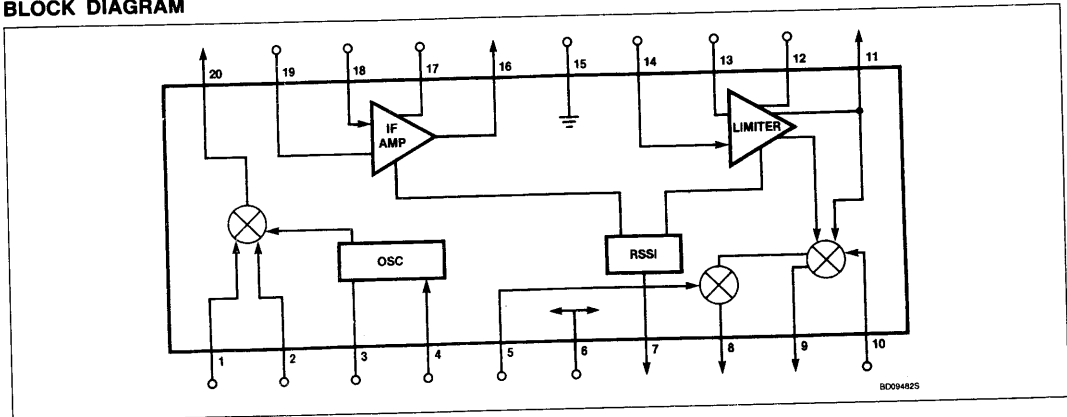 BLOCK DIAGRAM
20 19 18 17 16 15 14 13 12 11
IF
AMP
LIMITER
OSC
RSSI
1 2 3 4 5 6 7 8 9 10
BD09482S